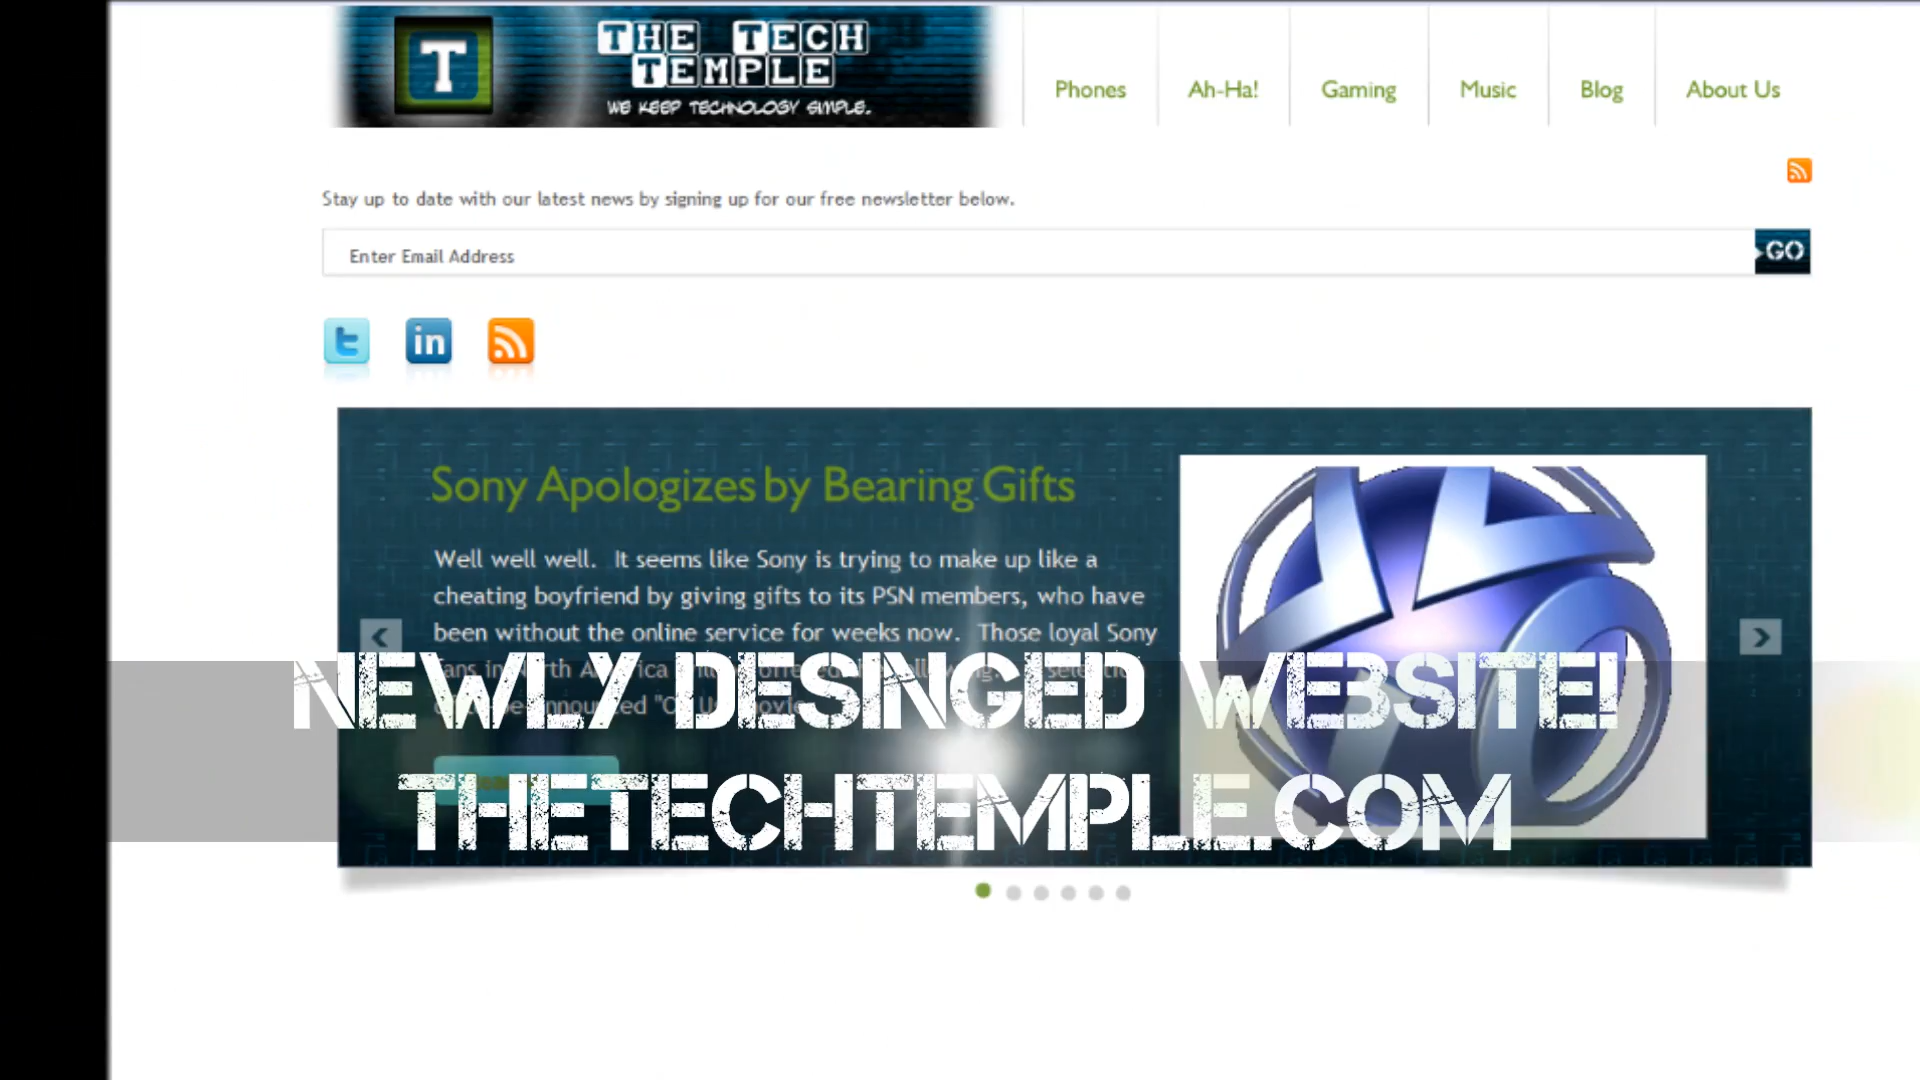 T
THE TECH
TEMPLE
WE KEEP TECHNOLOGY SIMPLE.
Phones Ah-Ha! Gaming Music Blog About Us
Stay up to date with our latest news by signing up for our free newsletter below.
Enter Email Address
GO
t in
Sony Apologizes by Bearing Gifts
Well well well. It seems like Sony is trying to make up like a
cheating boyfriend by giving gifts to its PSN members, who have
been without the online service for weeks now. Those loyal Sony
fans in
NEWLY DESINGED WEBSITE!
THETECHTEMPLE.COM